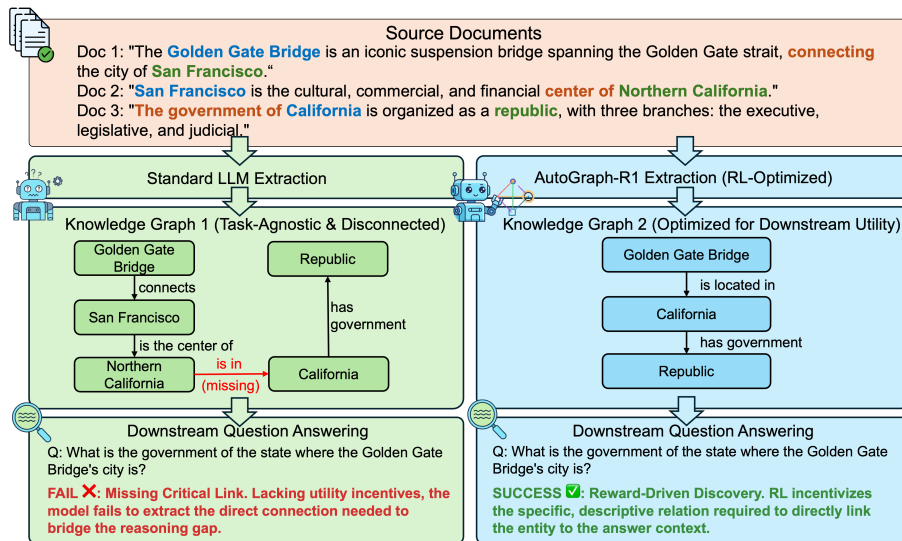 Source Documents
Doc 1: "The Golden Gate Bridge is an iconic suspension bridge spanning the Golden Gate strait, connecting
the city of San Francisco.“
Doc 2: "San Francisco is the cultural, commercial, and financial center of Northern California."
Doc 3: "The government of California is organized as a republic, with three branches: the executive,
legislative, and judicial."
? ? ?
Standard LLM Extraction
Knowledge Graph 1 (Task-Agnostic & Disconnected)
Golden Gate
Bridge
connects
San Francisco
is the center of
Northern
California
is in
(missing)
California
has
government
Republic
Downstream Question Answering
Q: What is the government of the state where the Golden Gate
Bridge's city is?
FAIL ❌: Missing Critical Link. Lacking utility incentives, the
model fails to extract the direct connection needed to
bridge the reasoning gap.
AutoGraph-R1 Extraction (RL-Optimized)
Knowledge Graph 2 (Optimized for Downstream Utility)
Golden Gate Bridge
is located in
California
has government
Republic
Downstream Question Answering
Q: What is the government of the state where the Golden Gate
Bridge's city is?
SUCCESS ✅: Reward-Driven Discovery. RL incentivizes
the specific, descriptive relation required to directly link
the entity to the answer context.